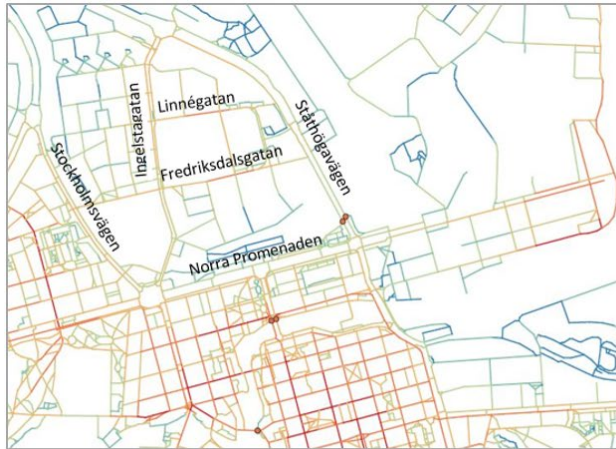 Linnégatan
Ingelstagatan
Ståthögavägen
Fredriksdalsgatan
Stockholmsvägen
Norra Promenaden